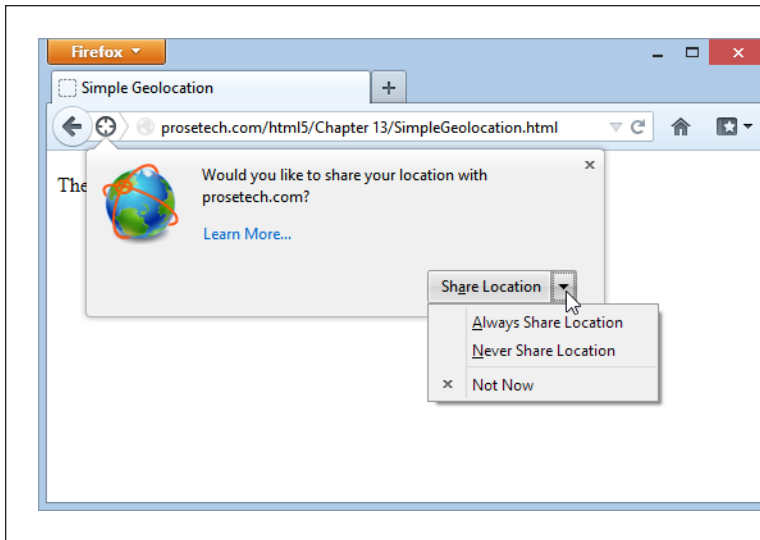 Firefox
Simple Geolocation
prosetech.com/html5/Chapter 13/SimpleGeolocation.html
The
Would you like to share your location with
prosetech.com?
Learn More...
Share Location
Always Share Location
Never Share Location
Not Now